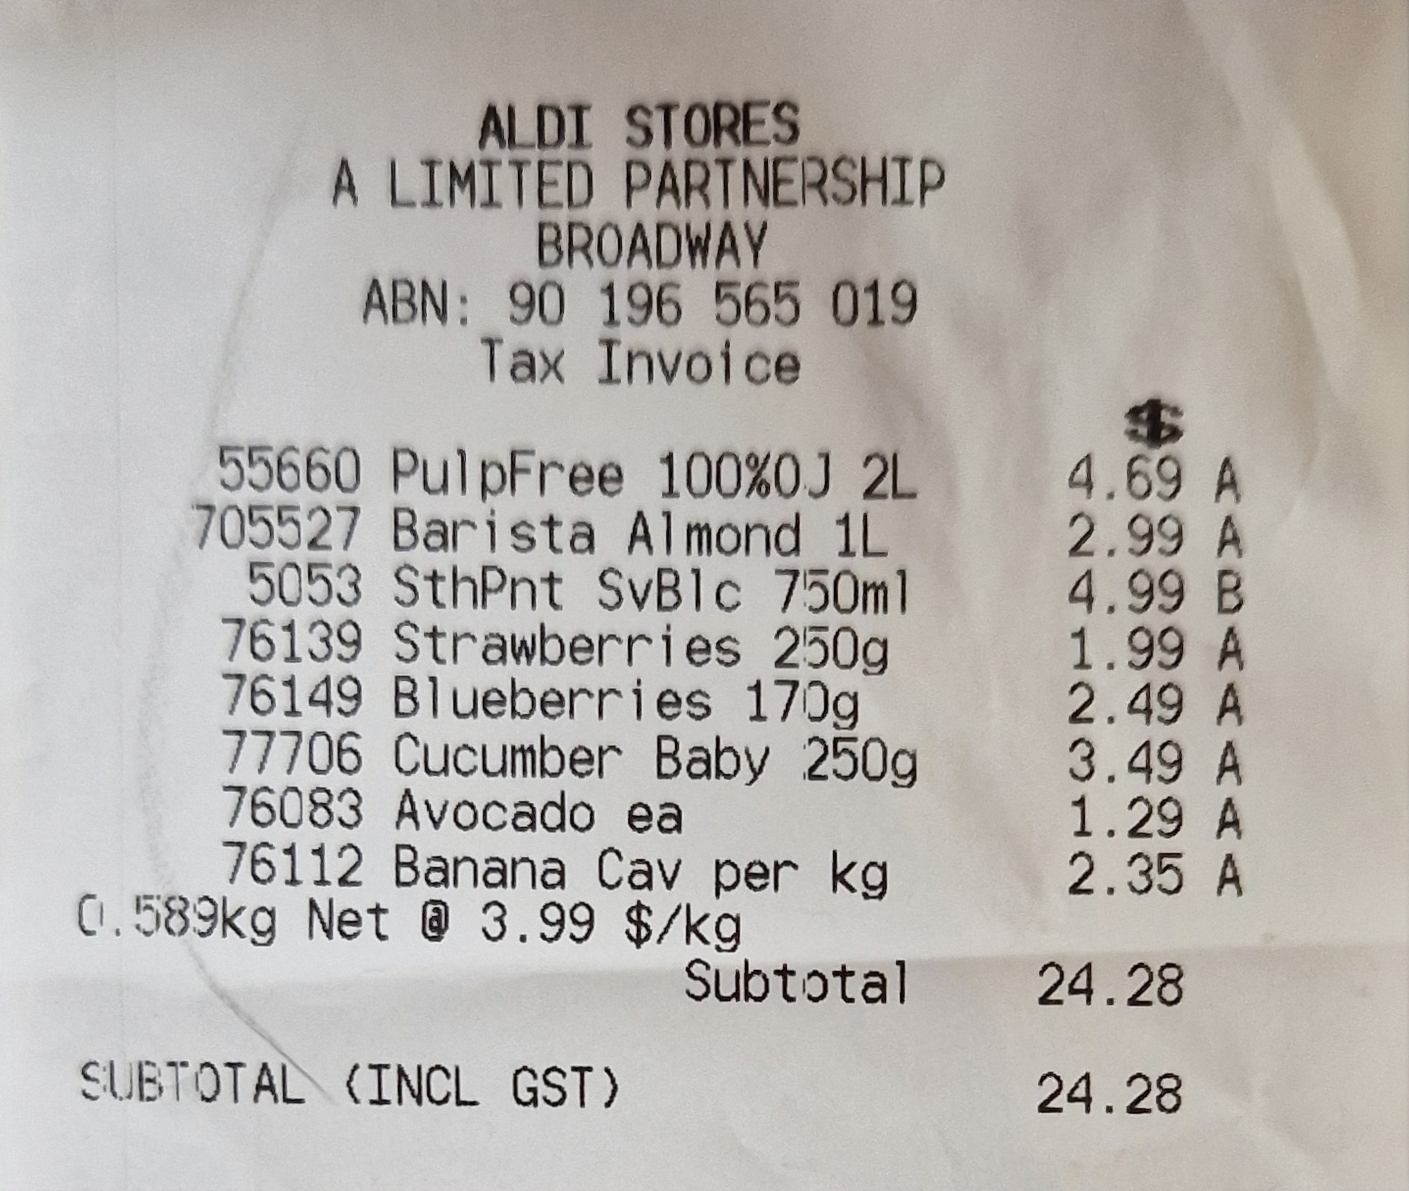 ALDI STORES
A LIMITED PARTNERSHIP
BROADWAY
ABN: 90 196 565 019
Tax Invoice
$
55660 PulpFree 100%OJ 2L 4.69 A
705527 Barista Almond 1L 2.99 A
5053 SthPnt SvBlc 750ml 4.99 B
76139 Strawberries 250g 1.99 A
76149 Blueberries 170g 2.49 A
77706 Cucumber Baby 250g 3.49 A
76083 Avocado ea 1.29 A
76112 Banana Cav per kg 2.35 A
0.589kg Net @ 3.99 $/kg
Subtotal 24.28
SUBTOTAL (INCL GST) 24.28